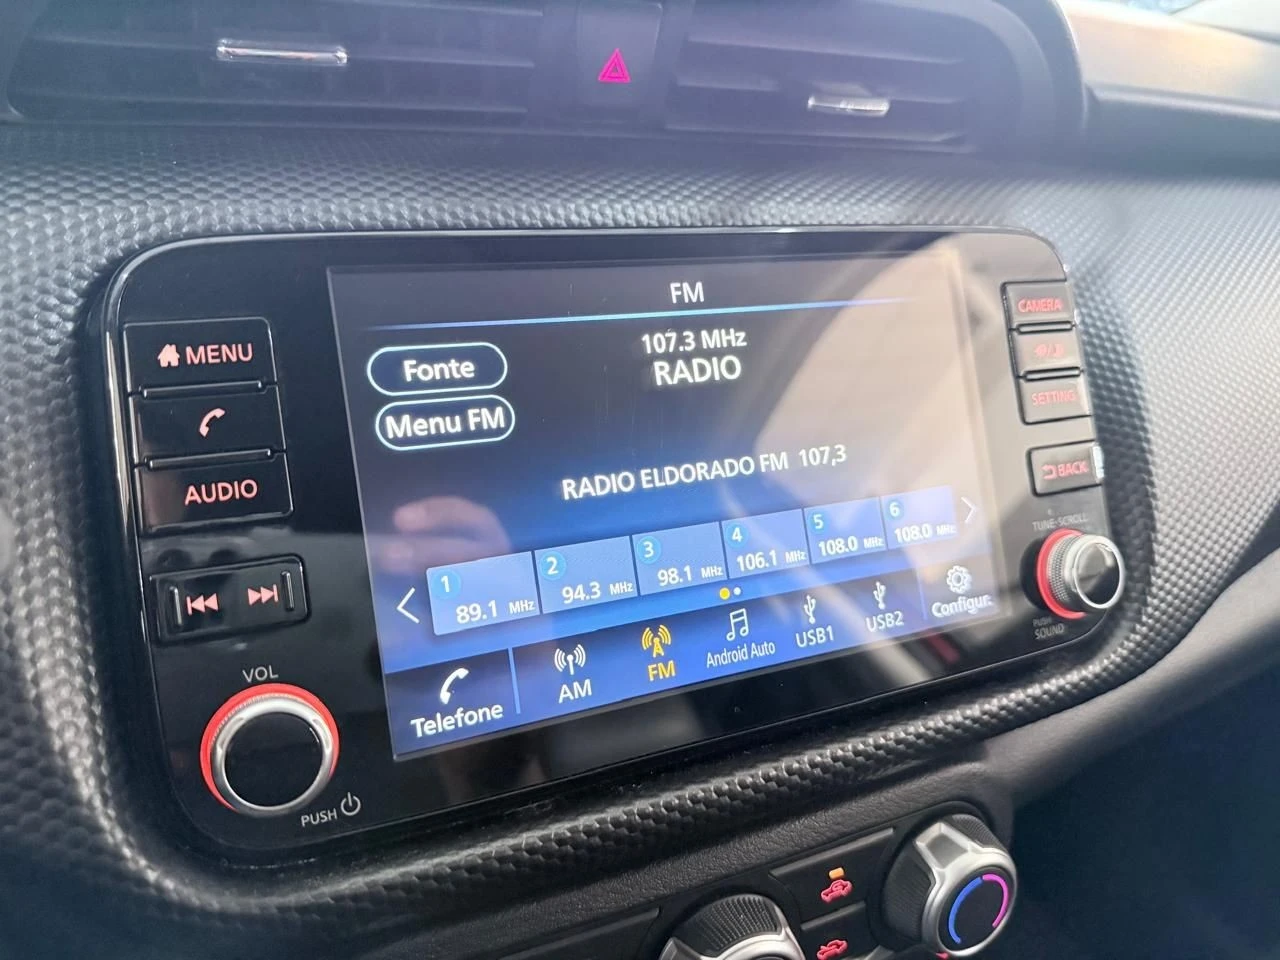 FM
107.3 MHz
RADIO
Fonte
Menu FM
RADIO ELDORADO FM 107,3
1 89.1 MHz
2 94.3 MHz
3 98.1 MHz
4 106.1 MHz
5 108.0 MHz
6 108.0 MHz
Telefone
AM
FM
Android Auto
USB1
USB2
Configur.
MENU
AUDIO
VOL
PUSH
CAMERA
SETTING
BACK
TUNE-SCROLL
PUSH
SOUND